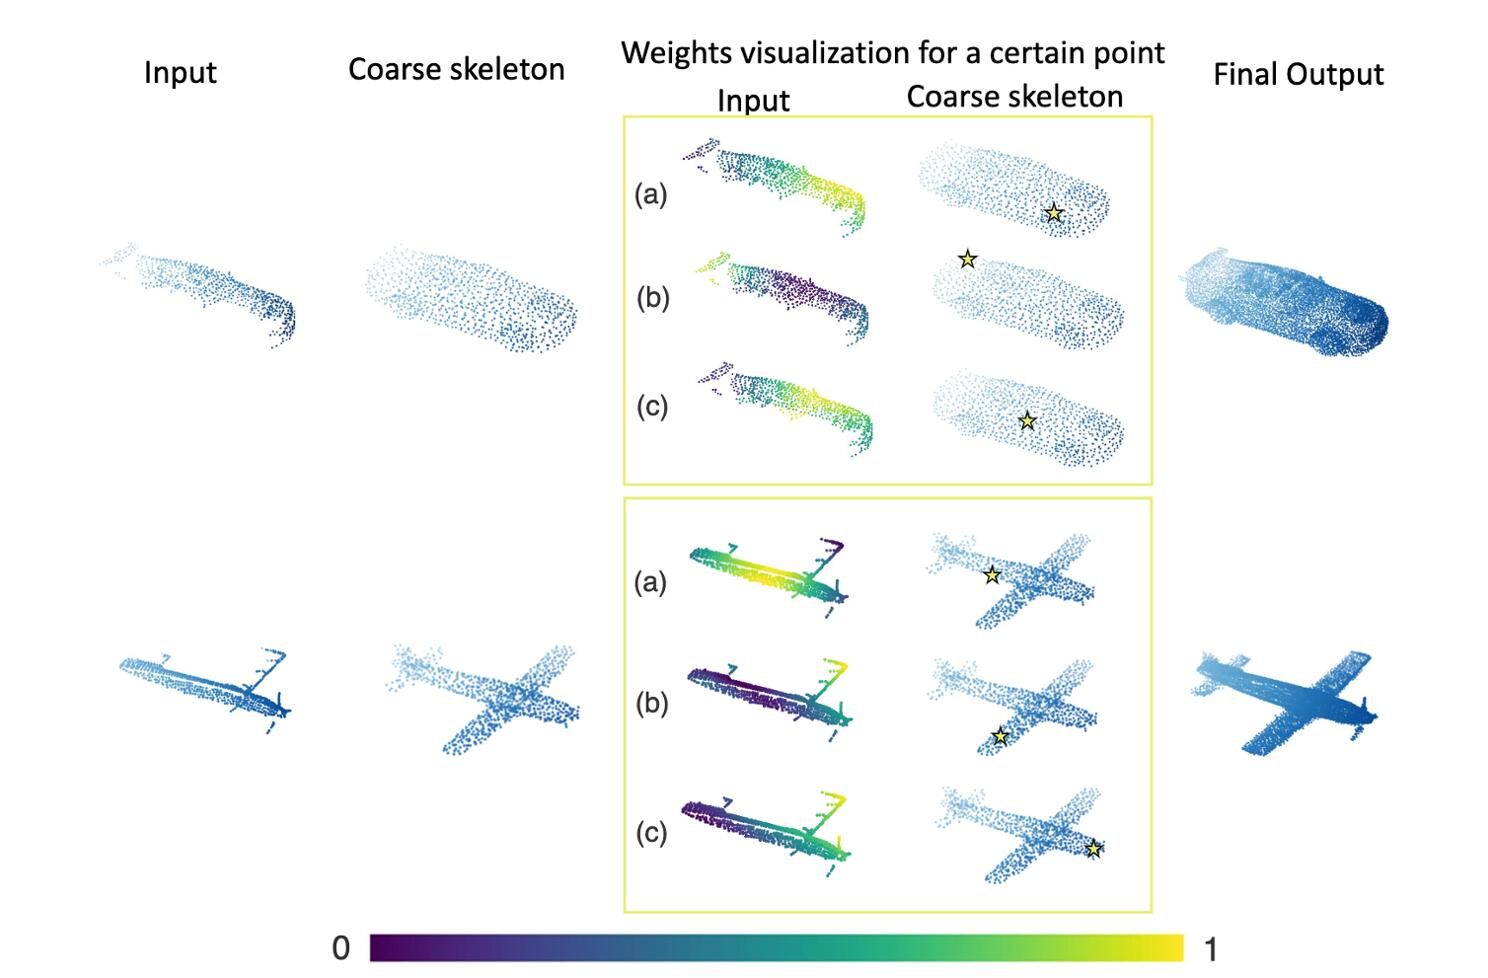 Input
Coarse skeleton
Weights visualization for a certain point
Input
Coarse skeleton
Final Output
(a)
(b)
(c)
(a)
(b)
(c)
0
1